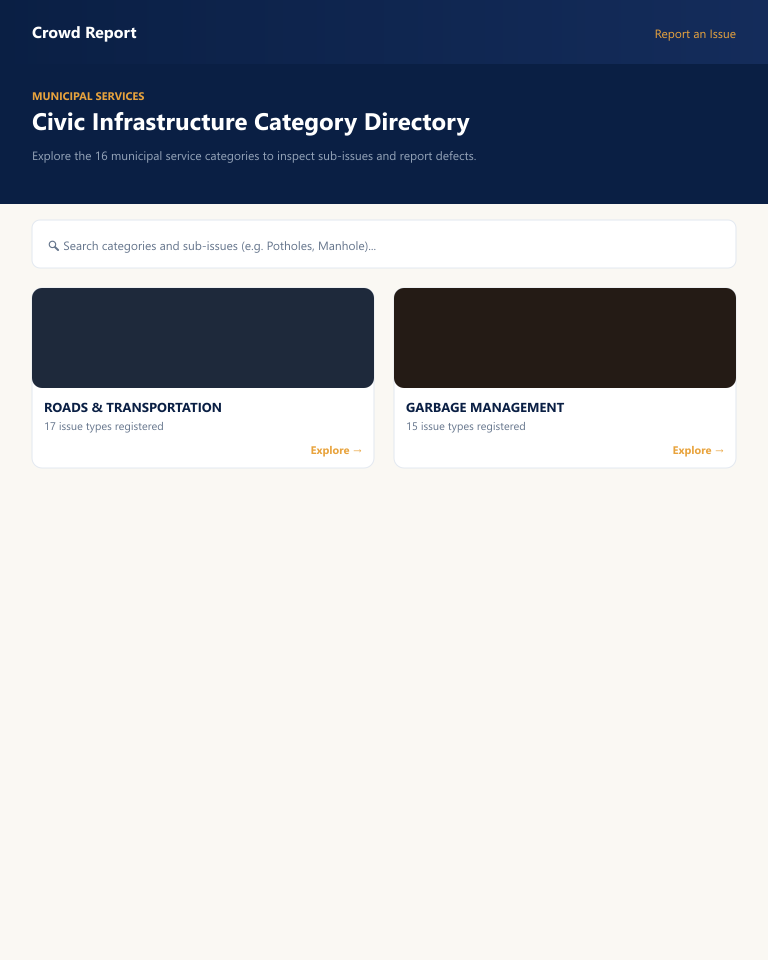 Crowd Report
Report an Issue
MUNICIPAL SERVICES
Civic Infrastructure Category Directory
Explore the 16 municipal service categories to inspect sub-issues and report defects.
🔍 Search categories and sub-issues (e.g. Potholes, Manhole)...
ROADS & TRANSPORTATION
17 issue types registered
Explore →
GARBAGE MANAGEMENT
15 issue types registered
Explore →